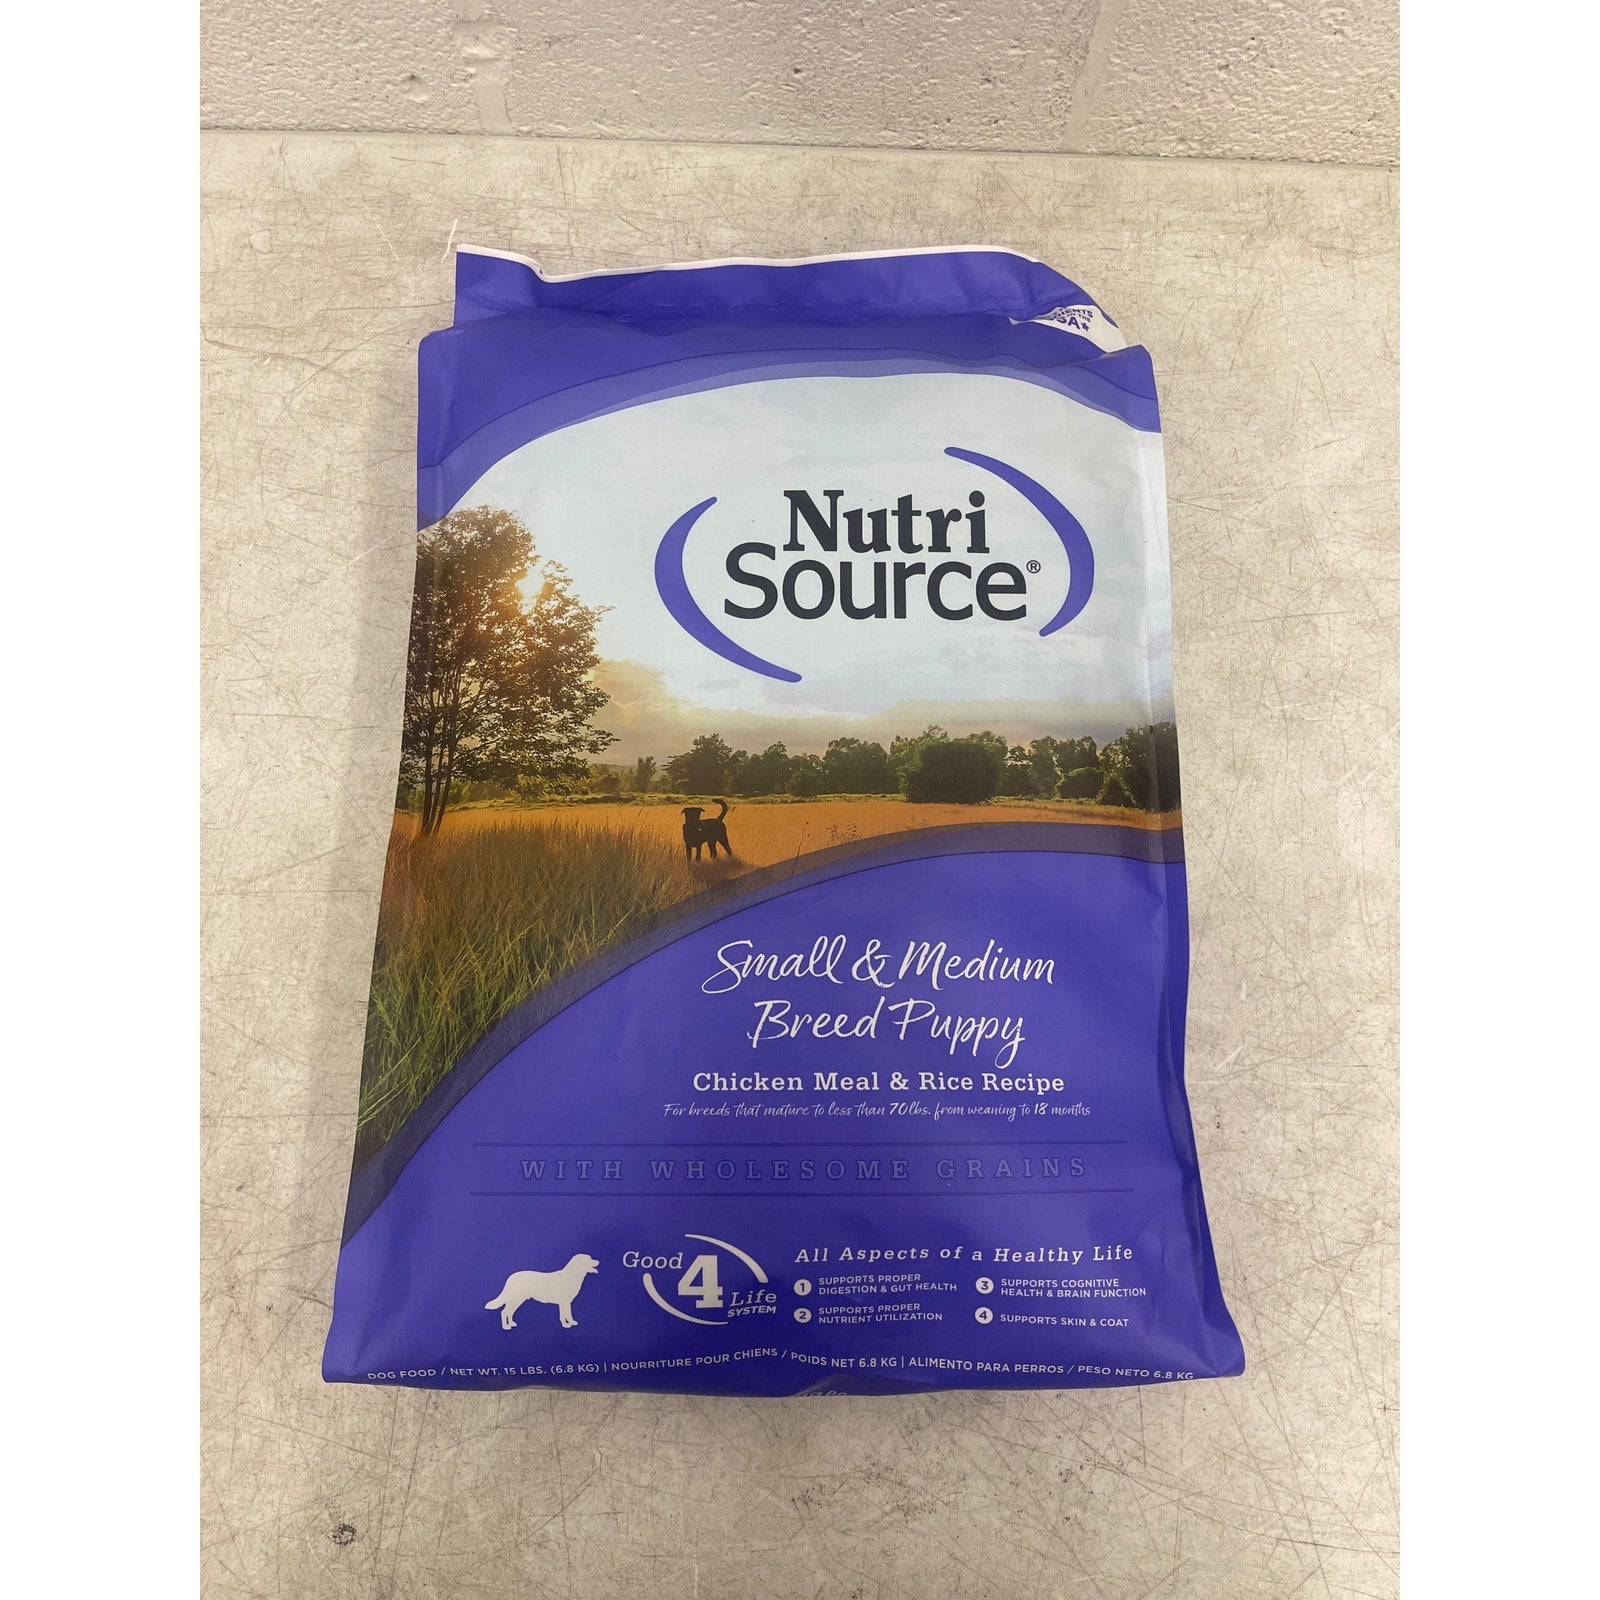 SA★
Nutri
Source®
Small & Medium
Breed Puppy
Chicken Meal & Rice Recipe
For breeds that mature to less than 70lbs. from weaning to 18 months
WITH WHOLESOME GRAINS
Good 4 Life
SYSTEM
All Aspects of a Healthy Life
1 SUPPORTS PROPER
DIGESTION & GUT HEALTH
2 SUPPORTS PROPER
NUTRIENT UTILIZATION
3 SUPPORTS COGNITIVE
HEALTH & BRAIN FUNCTION
4 SUPPORTS SKIN & COAT
DOG FOOD / NET WT. 15 LBS. (6.8 KG) | NOURRITURE POUR CHIENS / POIDS NET 6.8 KG | ALIMENTO PARA PERROS / PESO NETO 6.8 KG